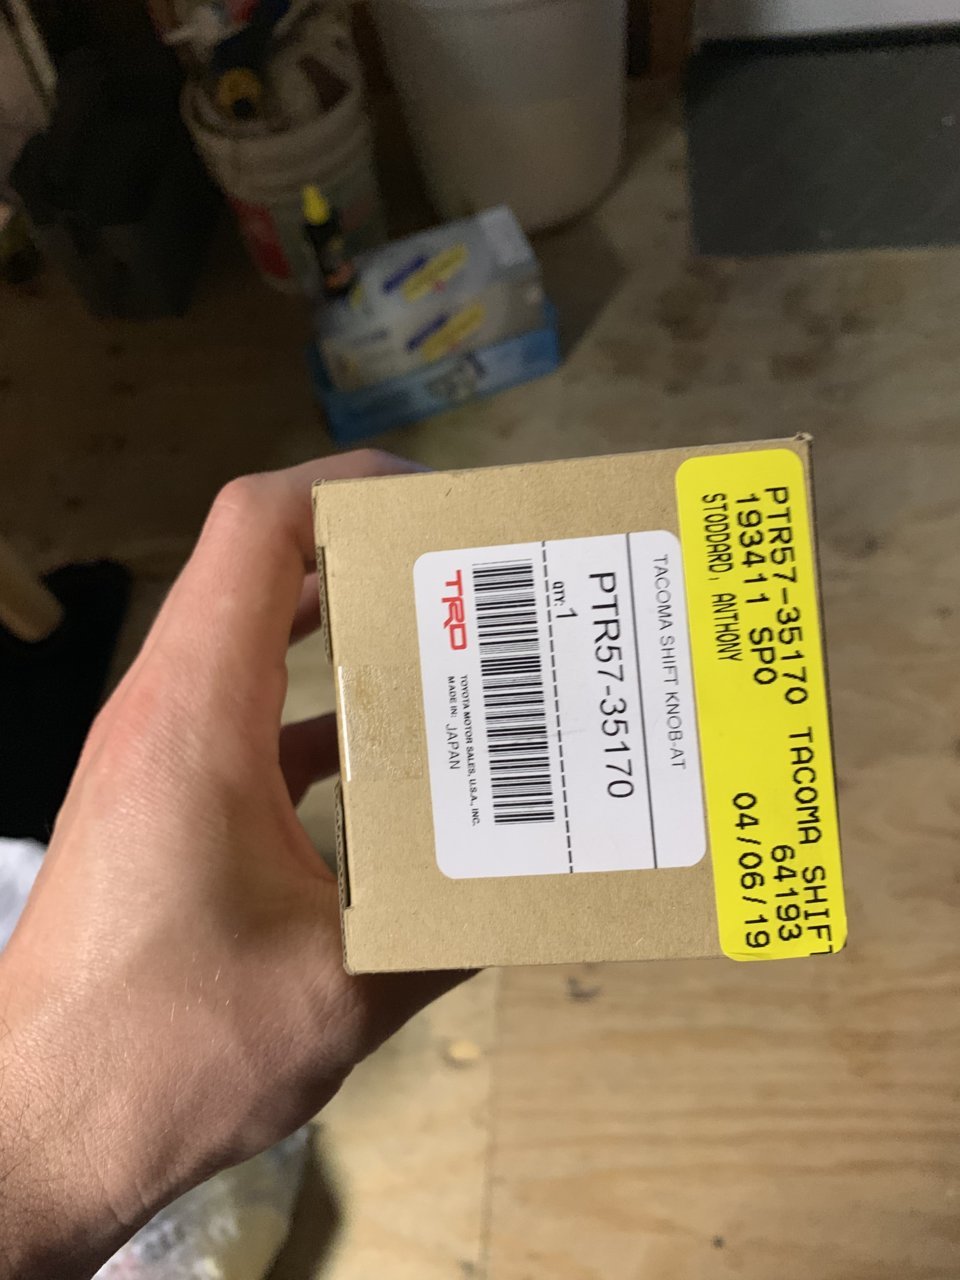 PTR57-35170 TACOMA SHIFT
193411 SPO 64193
STODDARD, ANTHONY 04/06/19
TACOMA SHIFT KNOB-AT
PTR57-35170
QTY: 1
TRD
TOYOTA MOTOR SALES, U.S.A., INC.
MADE IN: JAPAN